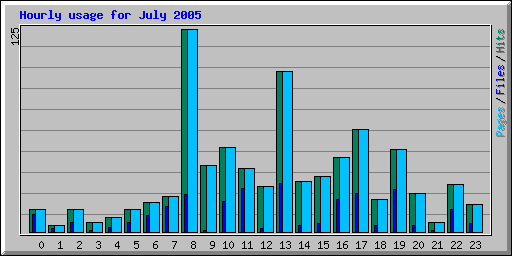 Hourly usage for July 2005
125
Pages/Files/Hits
0 1 2 3 4 5 6 7 8 9 10 11 12 13 14 15 16 17 18 19 20 21 22 23